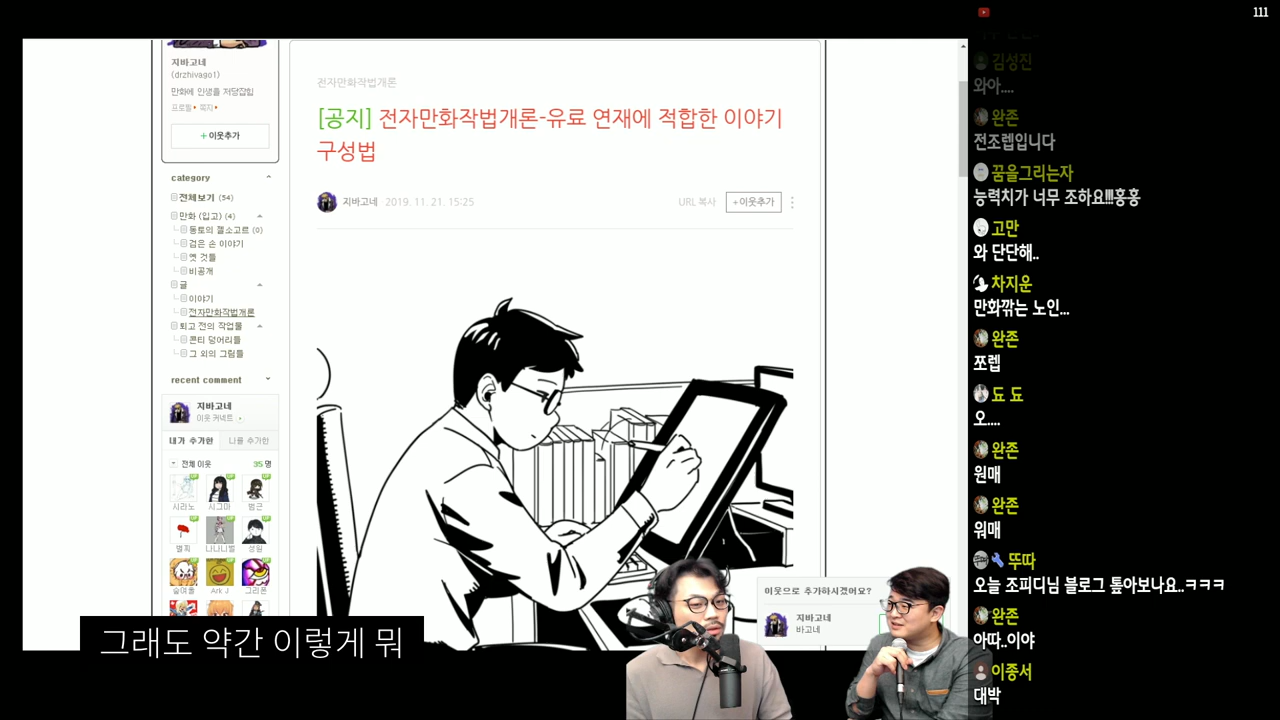 지바고네
(drzhivago1)
만화에 인생을 저당잡힘
프로필▸ 쪽지▸
+이웃추가
category
전체보기 (54)
만화 (입고) (4)
동토의 껠소고르 (0)
검은 손 이야기
옛 것들
비공개
글
이야기
전자만화작법개론
퇴고 전의 작업물
콘티 덩어리들
그 외의 그림들
recent comment
지바고네
이웃 커넥트
내가 추가한
나를 추가한
전체 이웃
35 명
시라노
시그마
범근
별찌
나니니벌
성원
숲여울
Ark J
그리폰
전자만화작법개론
[공지] 전자만화작법개론-유료 연재에 적합한 이야기
구성법
지바고네 2019. 11. 21. 15:25
URL 복사
+이웃추가
이웃으로 추가하시겠어요?
지바고네
바고네
그래도 약간 이렇게 뭐
111
김성진
와아....
완존
전조렙입니다
꿈을그리는자
능력치가 너무 조하요!!!홍홍
고만
와 단단해..
차지운
만화깎는 노인...
완존
쪼렙
됴 됴
오....
완존
원매
완존
워매
뚜따
오늘 조피디님 블로그 톺아보나요..ㅋㅋㅋ
완존
아따..이야
이종서
대박